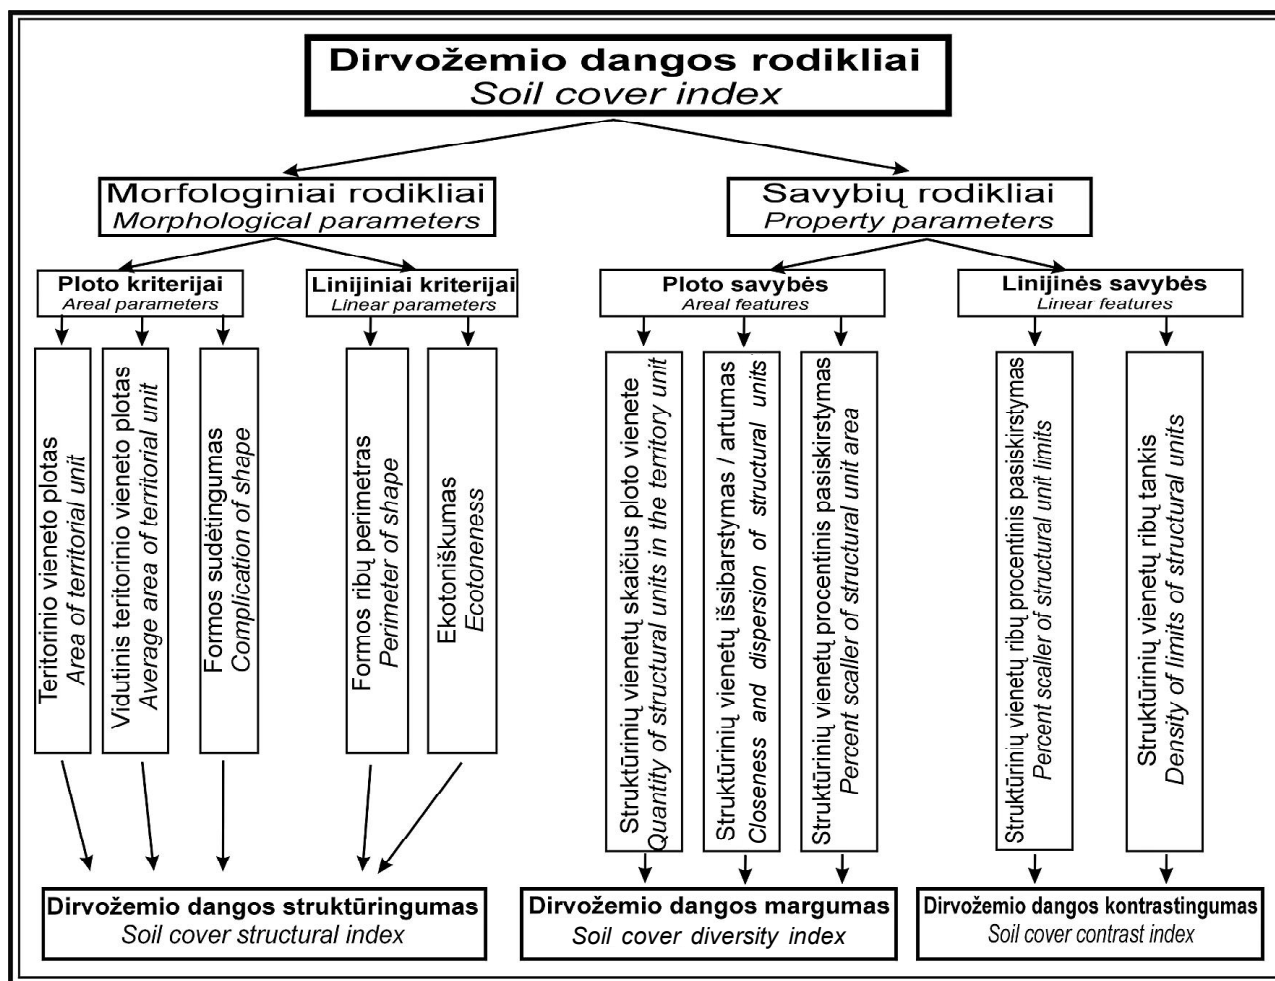 Dirvožemio dangos rodikliai
Soil cover index
Morfologiniai rodikliai
Morphological parameters
Savybių rodikliai
Property parameters
Ploto kriterijai
Areal parameters
Linijiniai kriterijai
Linear parameters
Ploto savybės
Areal features
Linijinės savybės
Linear features
Teritorinio vieneto plotas
Area of territorial unit
Vidutinis teritorinio vieneto plotas
Average area of territorial unit
Formos sudėtingumas
Complication of shape
Formos ribų perimetras
Perimeter of shape
Ekotoniškumas
Ecotoneness
Struktūrinių vienetų skaičius ploto vienete
Quantity of structural units in the territory unit
Struktūrinių vienetų išsibarstymas / artumas
Closeness and dispersion of structural units
Struktūrinių vienetų procentinis pasiskirstymas
Percent scaller of structural unit area
Struktūrinių vienetų ribų procentinis pasiskirstymas
Percent scaller of structural unit limits
Struktūrinių vienetų ribų tankis
Density of limits of structural units
Dirvožemio dangos struktūringumas
Soil cover structural index
Dirvožemio dangos margumas
Soil cover diversity index
Dirvožemio dangos kontrastingumas
Soil cover contrast index